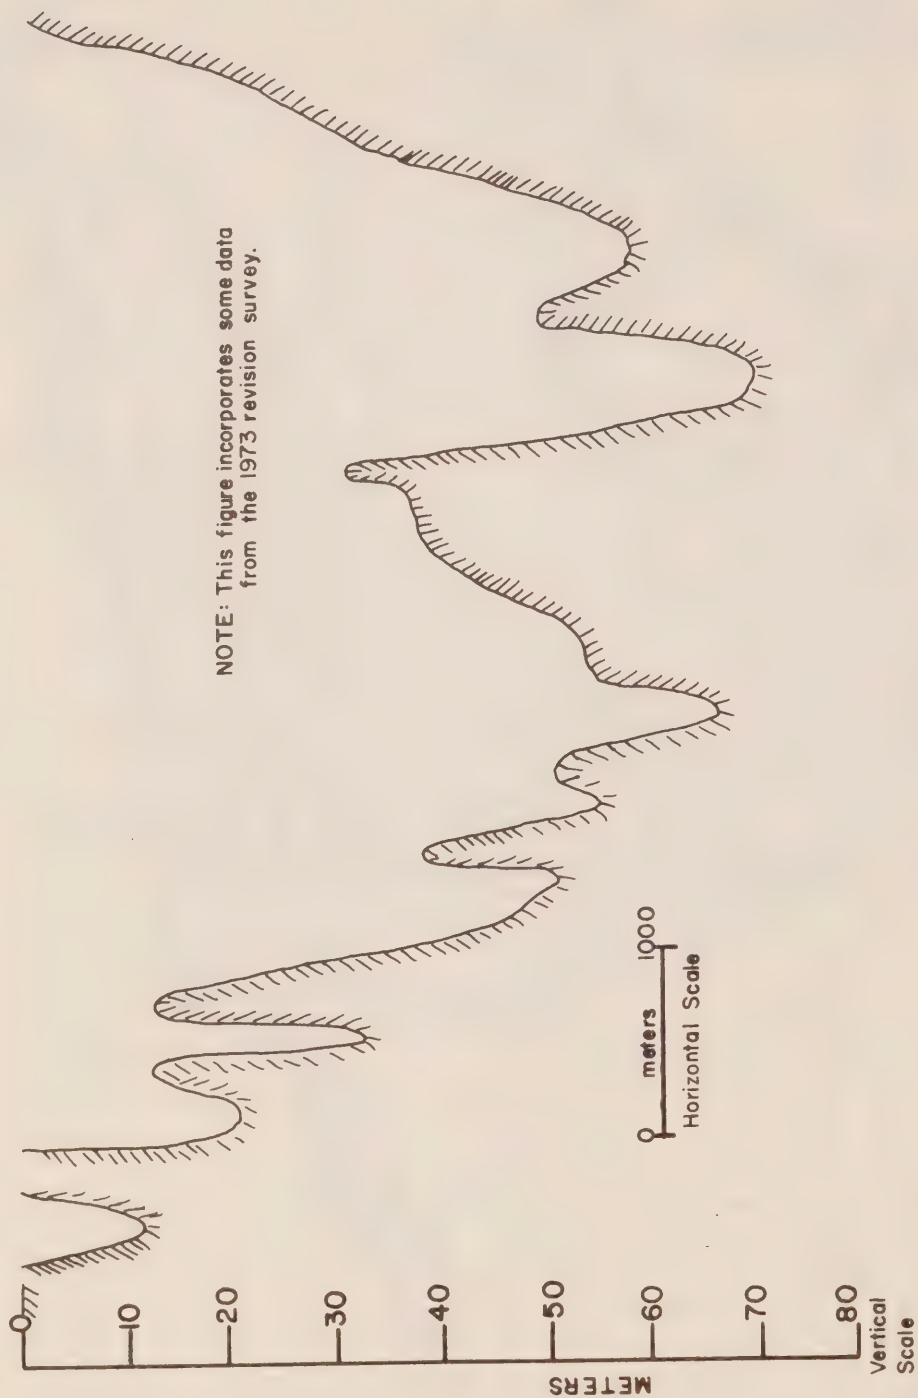 NOTE: This figure incorporates some data
from the 1973 revision survey.
0
10
20
30
40
50
60
70
80
METERS
Vertical
Scale
0 meters 1000
Horizontal Scale